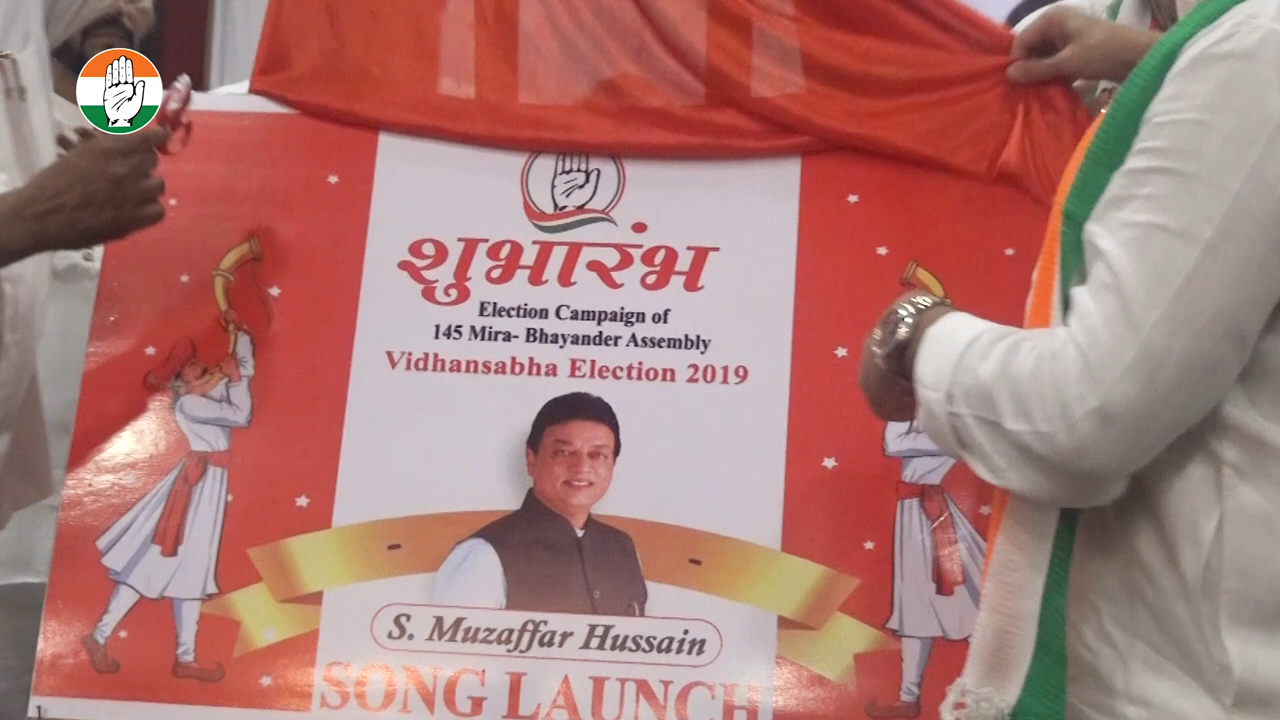 शुभारंभ
Election Campaign of
145 Mira- Bhayander Assembly
Vidhansabha Election 2019
S. Muzaffar Hussain
SONG LAUNCH